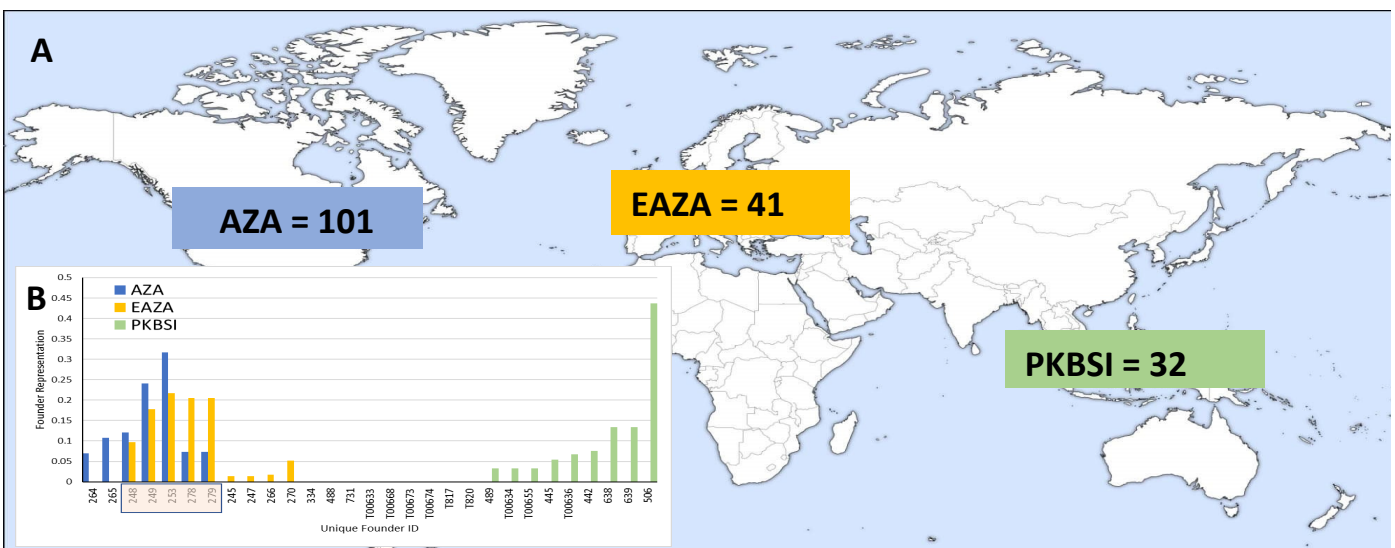 A
AZA = 101
EAZA = 41
PKBSI = 32
B
AZA
EAZA
PKBSI
Founder Representation
0.5
0.45
0.4
0.35
0.3
0.25
0.2
0.15
0.1
0.05
0
264 265 248 249 253 278 279 245 247 266 270 334 488 731 T00633 T00668 T00673 T00674 T817 T820 489 T00634 T00655 445 T00636 442 638 639 506
Unique Founder ID